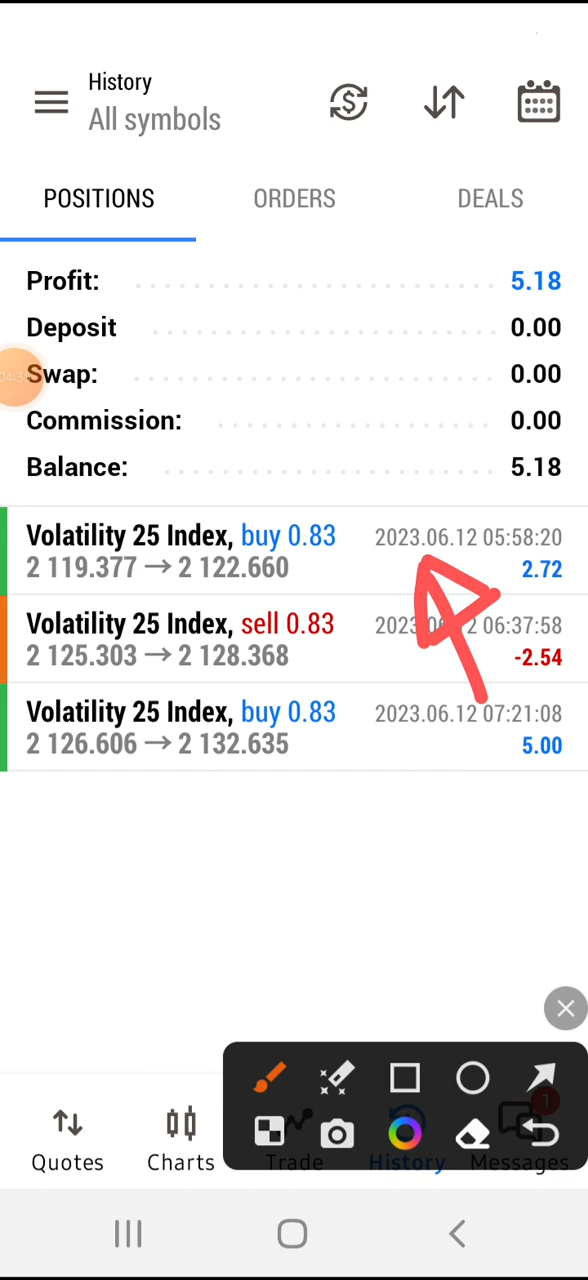 History
All symbols
POSITIONS
ORDERS
DEALS
Profit: 5.18
Deposit 0.00
Swap: 0.00
Commission: 0.00
Balance: 5.18
Volatility 25 Index, buy 0.83 2023.06.12 05:58:20
2 119.377 → 2 122.660 2.72
Volatility 25 Index, sell 0.83 06:37:58
2 125.303 → 2 128.368 -2.54
Volatility 25 Index, buy 0.83 2023.06.12 07:21:08
2 126.606 → 2 132.635 5.00
1
Quotes
Charts
Trade
History
Messages